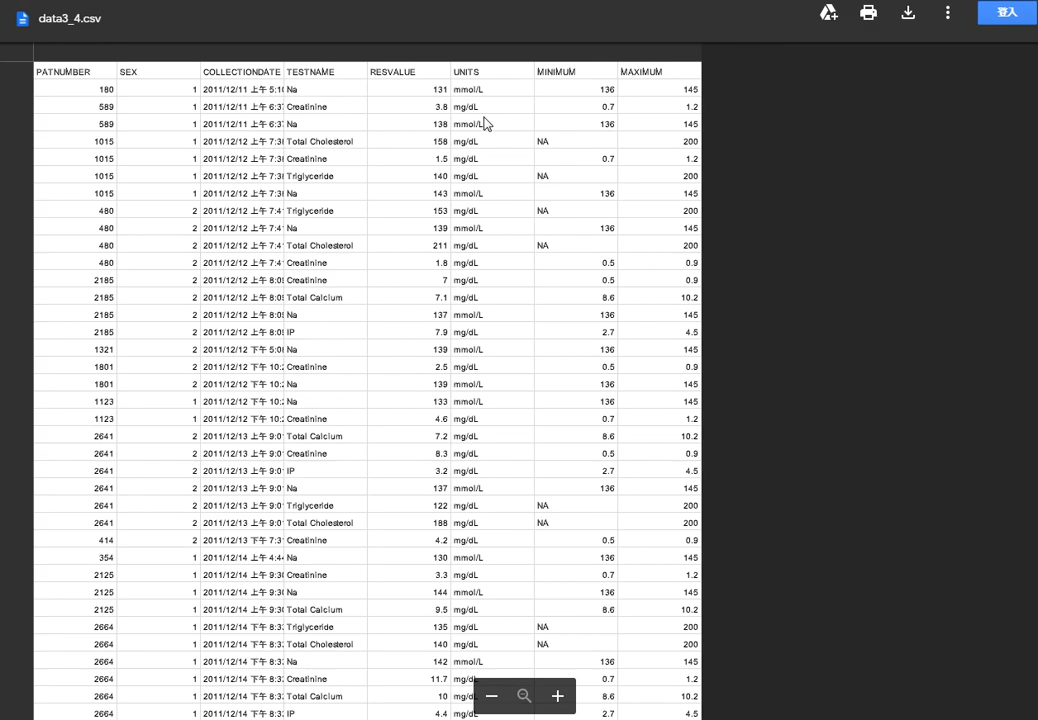 data3_4.csv 登入
PATNUMBER SEX COLLECTIONDATE TESTNAME RESVALUE UNITS MINIMUM MAXIMUM
180 1 2011/12/11 上午 5:1 Na 131 mmol/L 136 145
589 1 2011/12/11 上午 6:3 Creatinine 3.8 mg/dL 0.7 1.2
589 1 2011/12/11 上午 6:3 Na 138 mmol/L 136 145
1015 1 2011/12/12 上午 7:3 Total Cholesterol 158 mg/dL NA 200
1015 1 2011/12/12 上午 7:3 Creatinine 1.5 mg/dL 0.7 1.2
1015 1 2011/12/12 上午 7:3 Triglyceride 140 mg/dL NA 200
1015 1 2011/12/12 上午 7:3 Na 143 mmol/L 136 145
480 2 2011/12/12 上午 7:4 Triglyceride 153 mg/dL NA 200
480 2 2011/12/12 上午 7:4 Na 139 mmol/L 136 145
480 2 2011/12/12 上午 7:4 Total Cholesterol 211 mg/dL NA 200
480 2 2011/12/12 上午 7:4 Creatinine 1.8 mg/dL 0.5 0.9
2185 2 2011/12/12 上午 8:0 Creatinine 7 mg/dL 0.5 0.9
2185 2 2011/12/12 上午 8:0 Total Calcium 7.1 mg/dL 8.6 10.2
2185 2 2011/12/12 上午 8:0 Na 137 mmol/L 136 145
2185 2 2011/12/12 上午 8:0 IP 7.9 mg/dL 2.7 4.5
1321 2 2011/12/12 下午 5:0 Na 139 mmol/L 136 145
1801 2 2011/12/12 下午 10: Creatinine 2.5 mg/dL 0.5 0.9
1801 2 2011/12/12 下午 10: Na 139 mmol/L 136 145
1123 1 2011/12/12 下午 10: Na 133 mmol/L 136 145
1123 1 2011/12/12 下午 10: Creatinine 4.6 mg/dL 0.7 1.2
2641 2 2011/12/13 上午 9:0 Total Calcium 7.2 mg/dL 8.6 10.2
2641 2 2011/12/13 上午 9:0 Creatinine 8.3 mg/dL 0.5 0.9
2641 2 2011/12/13 上午 9:0 IP 3.2 mg/dL 2.7 4.5
2641 2 2011/12/13 上午 9:0 Na 137 mmol/L 136 145
2641 2 2011/12/13 上午 9:0 Triglyceride 122 mg/dL NA 200
2641 2 2011/12/13 上午 9:0 Total Cholesterol 188 mg/dL NA 200
414 2 2011/12/13 下午 7:3 Creatinine 4.2 mg/dL 0.5 0.9
354 1 2011/12/14 上午 4:4 Na 130 mmol/L 136 145
2125 1 2011/12/14 上午 9:3 Creatinine 3.3 mg/dL 0.7 1.2
2125 1 2011/12/14 上午 9:3 Na 144 mmol/L 136 145
2125 1 2011/12/14 上午 9:3 Total Calcium 9.5 mg/dL 8.6 10.2
2664 1 2011/12/14 下午 8:3 Triglyceride 135 mg/dL NA 200
2664 1 2011/12/14 下午 8:3 Total Cholesterol 140 mg/dL NA 200
2664 1 2011/12/14 下午 8:3 Na 142 mmol/L 136 145
2664 1 2011/12/14 下午 8:3 Creatinine 11.7 mg/dL 0.7 1.2
2664 1 2011/12/14 下午 8:3 Total Calcium 10 mg/dL 8.6 10.2
2664 1 2011/12/14 下午 8:3 IP 4.4 mg/dL 2.7 4.5